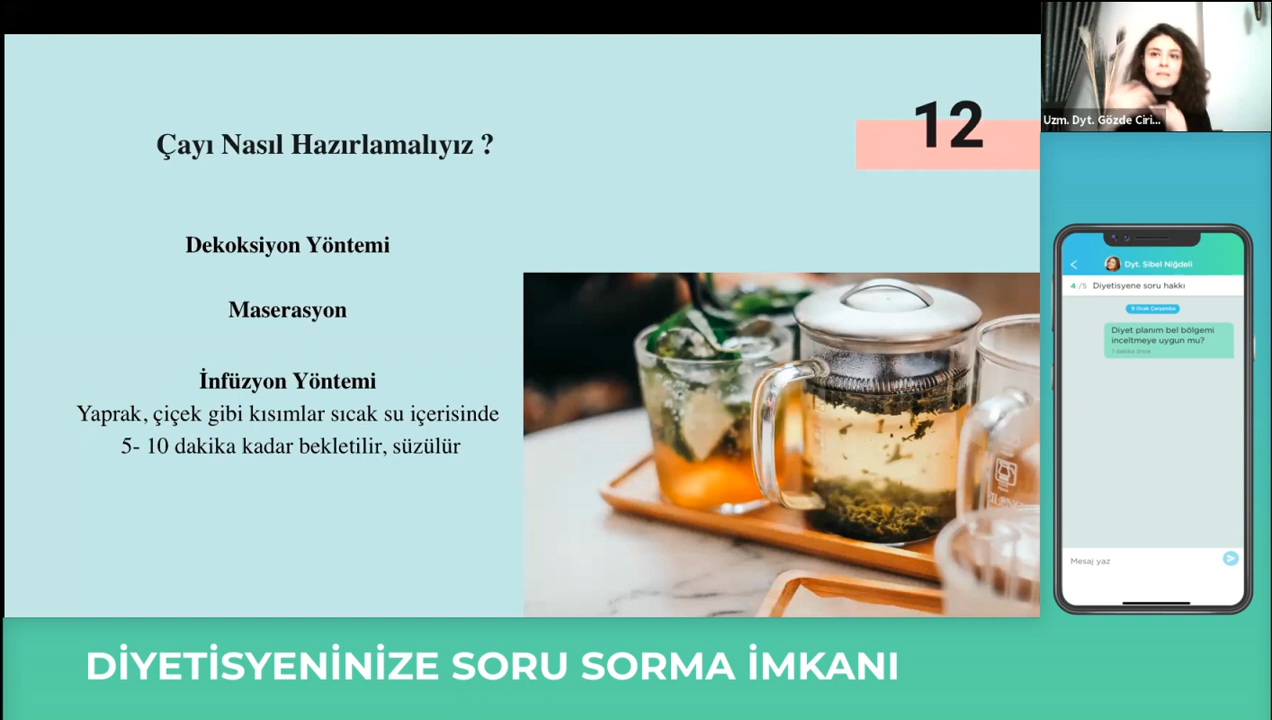 Çayı Nasıl Hazırlamalıyız ?
12
Dekoksiyon Yöntemi
Maserasyon
İnfüzyon Yöntemi
Yaprak, çiçek gibi kısımlar sıcak su içerisinde
5- 10 dakika kadar bekletilir, süzülür
Uzm. Dyt. Gözde Ciri...
Dyt. Sibel Niğdeli
4 /5 Diyetisyene soru hakkı
8 Ocak Çarşamba
Diyet planım bel bölgemi
inceltmeye uygun mu?
1 dakika önce
Mesaj yaz
DİYETİSYENİNİZE SORU SORMA İMKANI